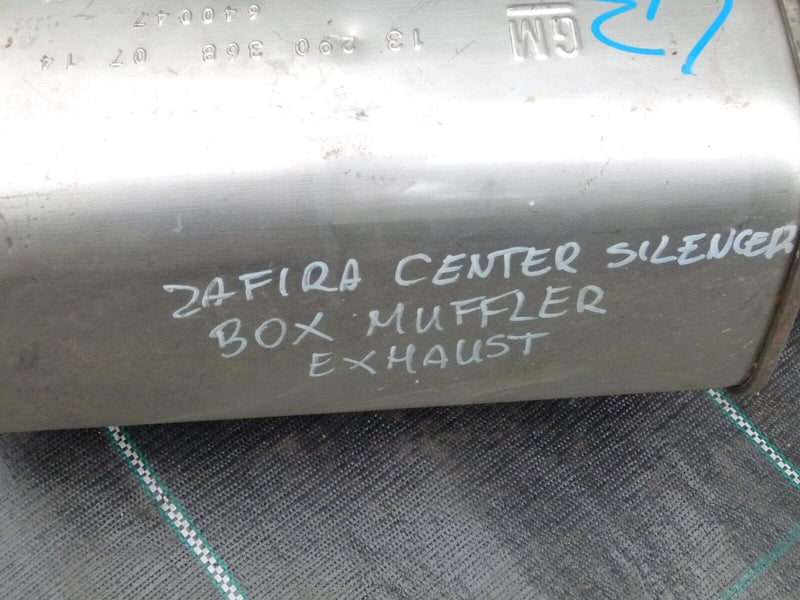 640047
13 290 368 07 14
GM
ZAFIRA CENTER SILENCER
BOX MUFFLER
EXHAUST